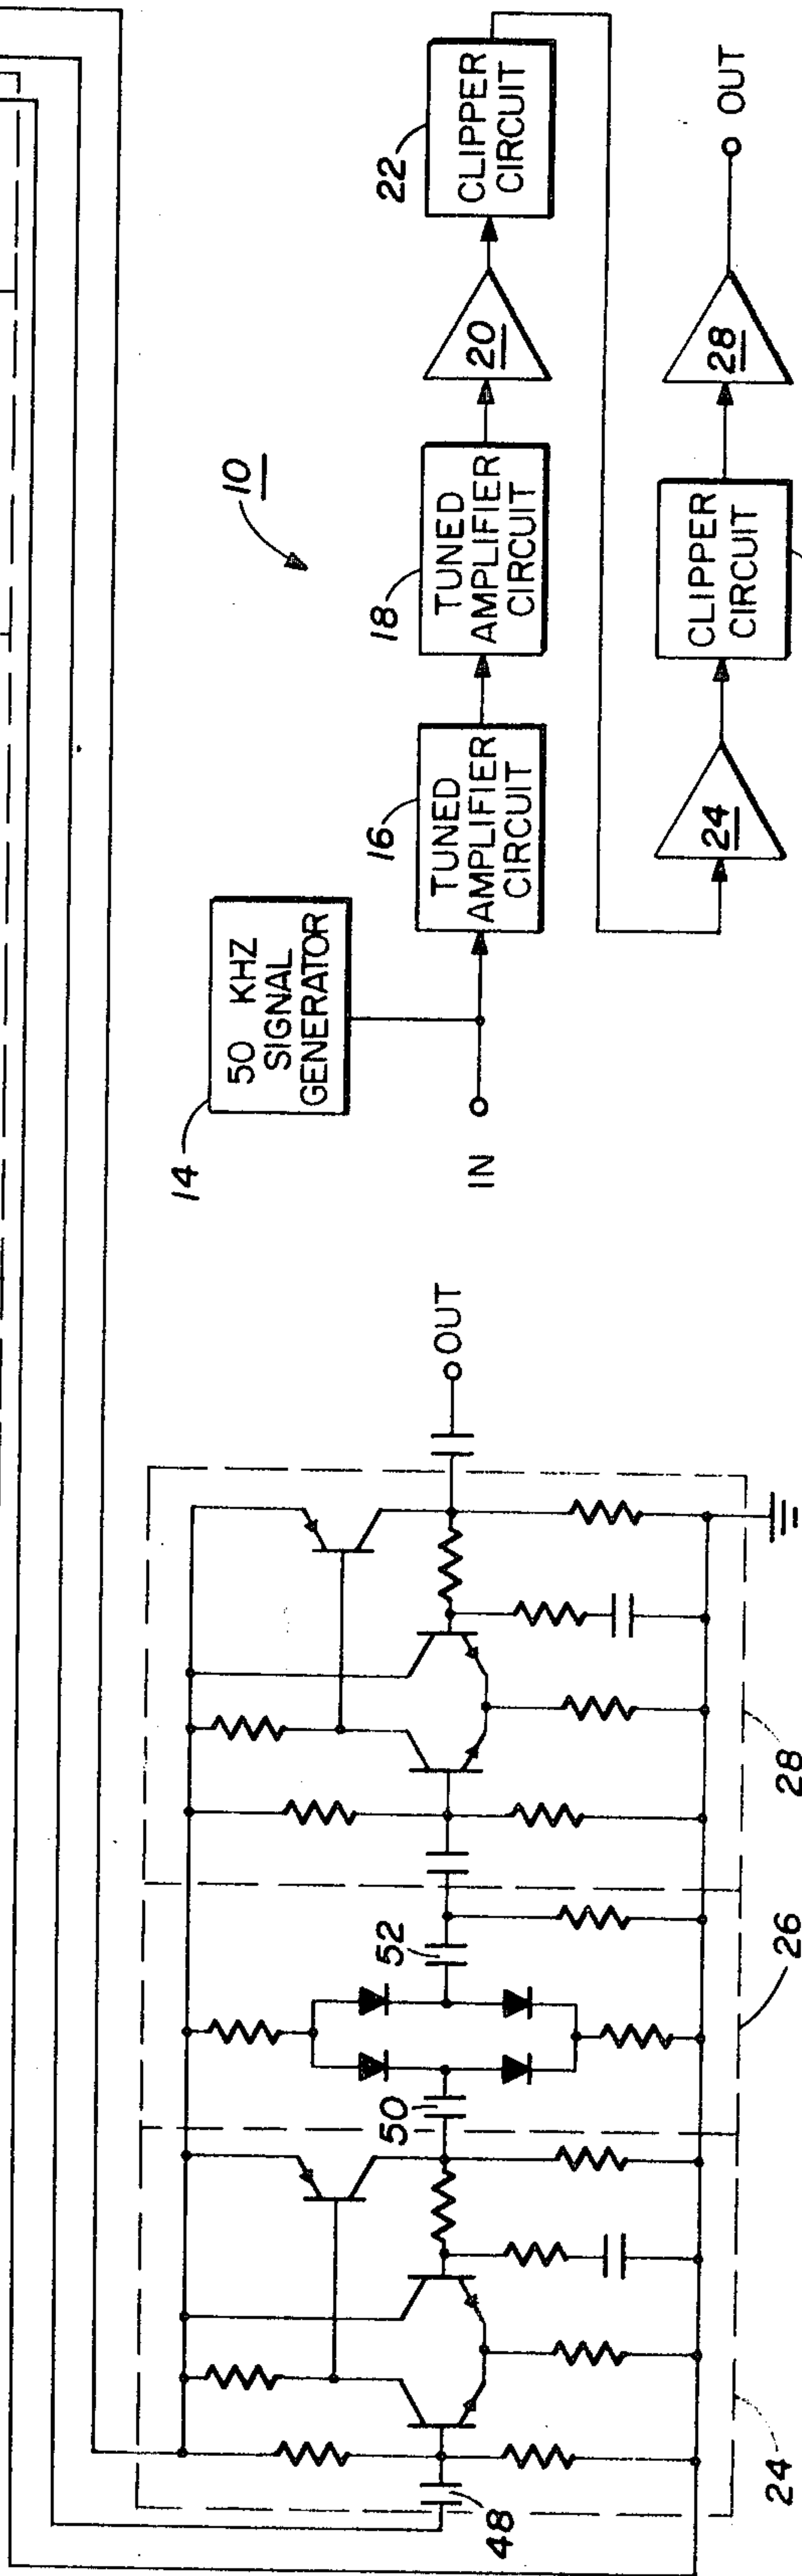 10
14
50 KHZ
SIGNAL
GENERATOR
IN
16
TUNED
AMPLIFIER
CIRCUIT
18
TUNED
AMPLIFIER
CIRCUIT
20
22
CLIPPER
CIRCUIT
24
CLIPPER
CIRCUIT
28
OUT
48
50
52
OUT
24
26
28